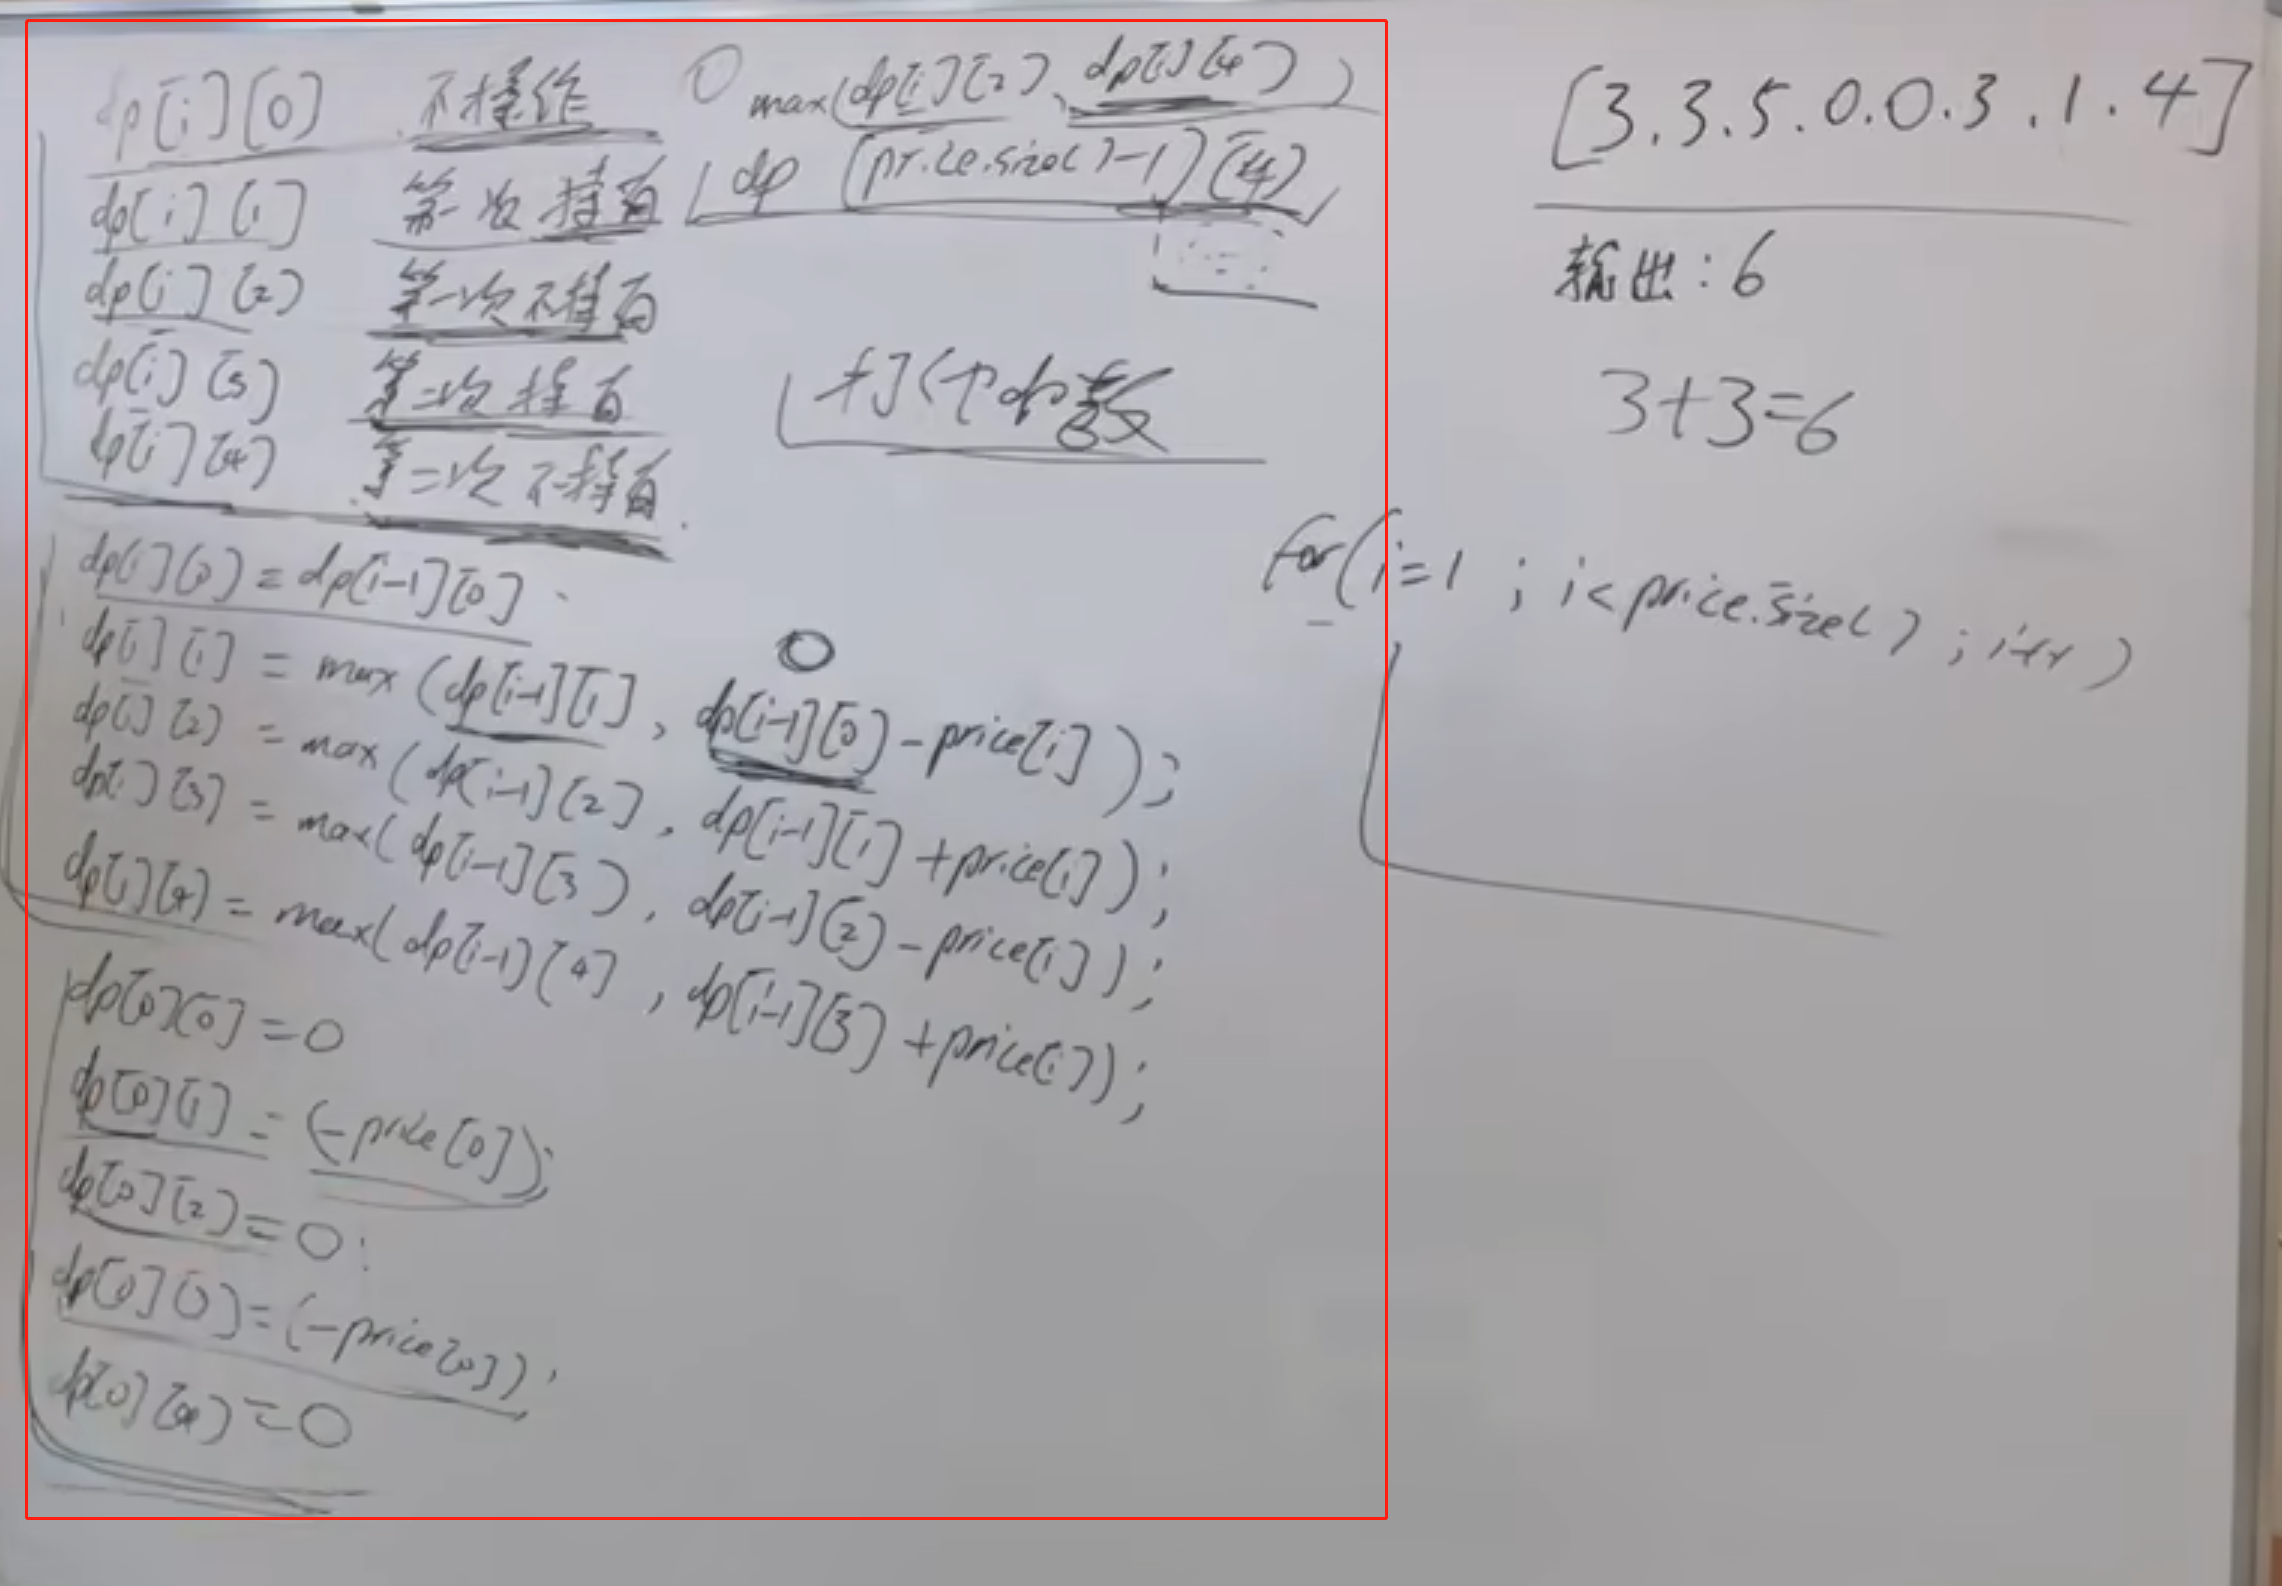 dp[i][0] 不操作
dp[i][1] 第一次持有
dp[i][2] 第一次不持有
dp[i][3] 第二次持有
dp[i][4] 第二次不持有.
max(dp[i][2], dp[i][4])
dp [price.size()-1][4]
打印dp数
dp[i][0] = dp[i-1][0].
0
dp[i][1] = max(dp[i-1][1], dp[i-1][0]-price[i]);
dp[i][2] = max(dp[i-1][2], dp[i-1][1]+price[i]);
dp[i][3] = max(dp[i-1][3], dp[i-1][2]-price[i]);
dp[i][4] = max(dp[i-1][4], dp[i-1][3]+price[i]);
dp[0][0]=0
dp[0][1] = (-price[0]);
dp[0][2]=0;
dp[0][3]=(-price[0]);
dp[0][4]=0
[3.3.5.0.0.3.1.4]
输出:6
3+3=6
for(i=1; i<price.size(); i++)